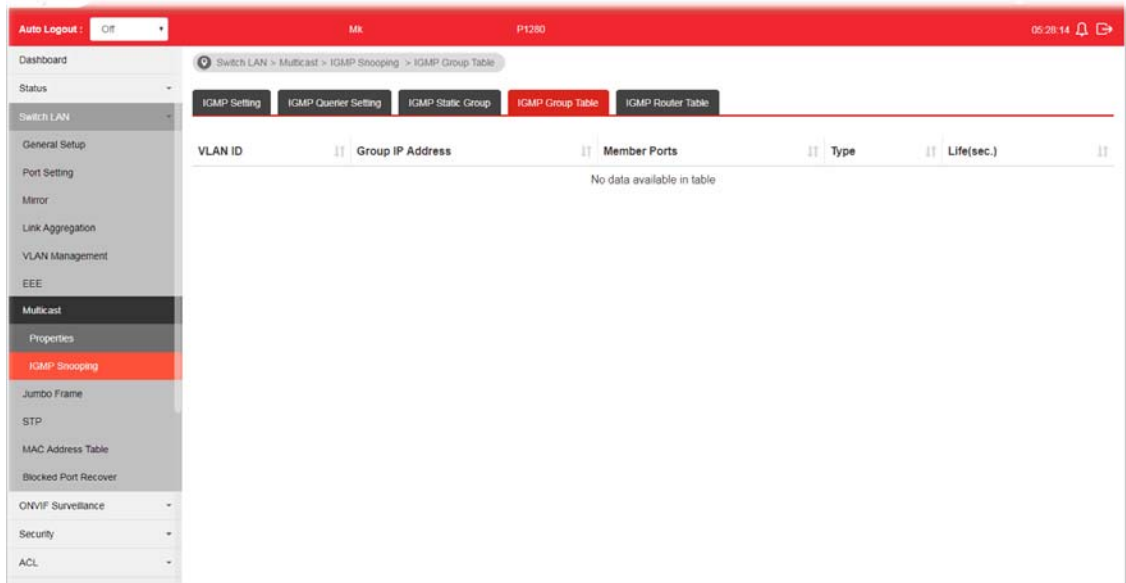 Auto Logout : Off Mk P1280 05:28:14
Dashboard
Status
Switch LAN
General Setup
Port Setting
Mirror
Link Aggregation
VLAN Management
EEE
Multicast
Properties
IGMP Snooping
Jumbo Frame
STP
MAC Address Table
Blocked Port Recover
ONVIF Surveillance
Security
ACL
Switch LAN > Multicast > IGMP Snooping > IGMP Group Table
IGMP Setting IGMP Querier Setting IGMP Static Group IGMP Group Table IGMP Router Table
VLAN ID Group IP Address Member Ports Type Life(sec.)
No data available in table